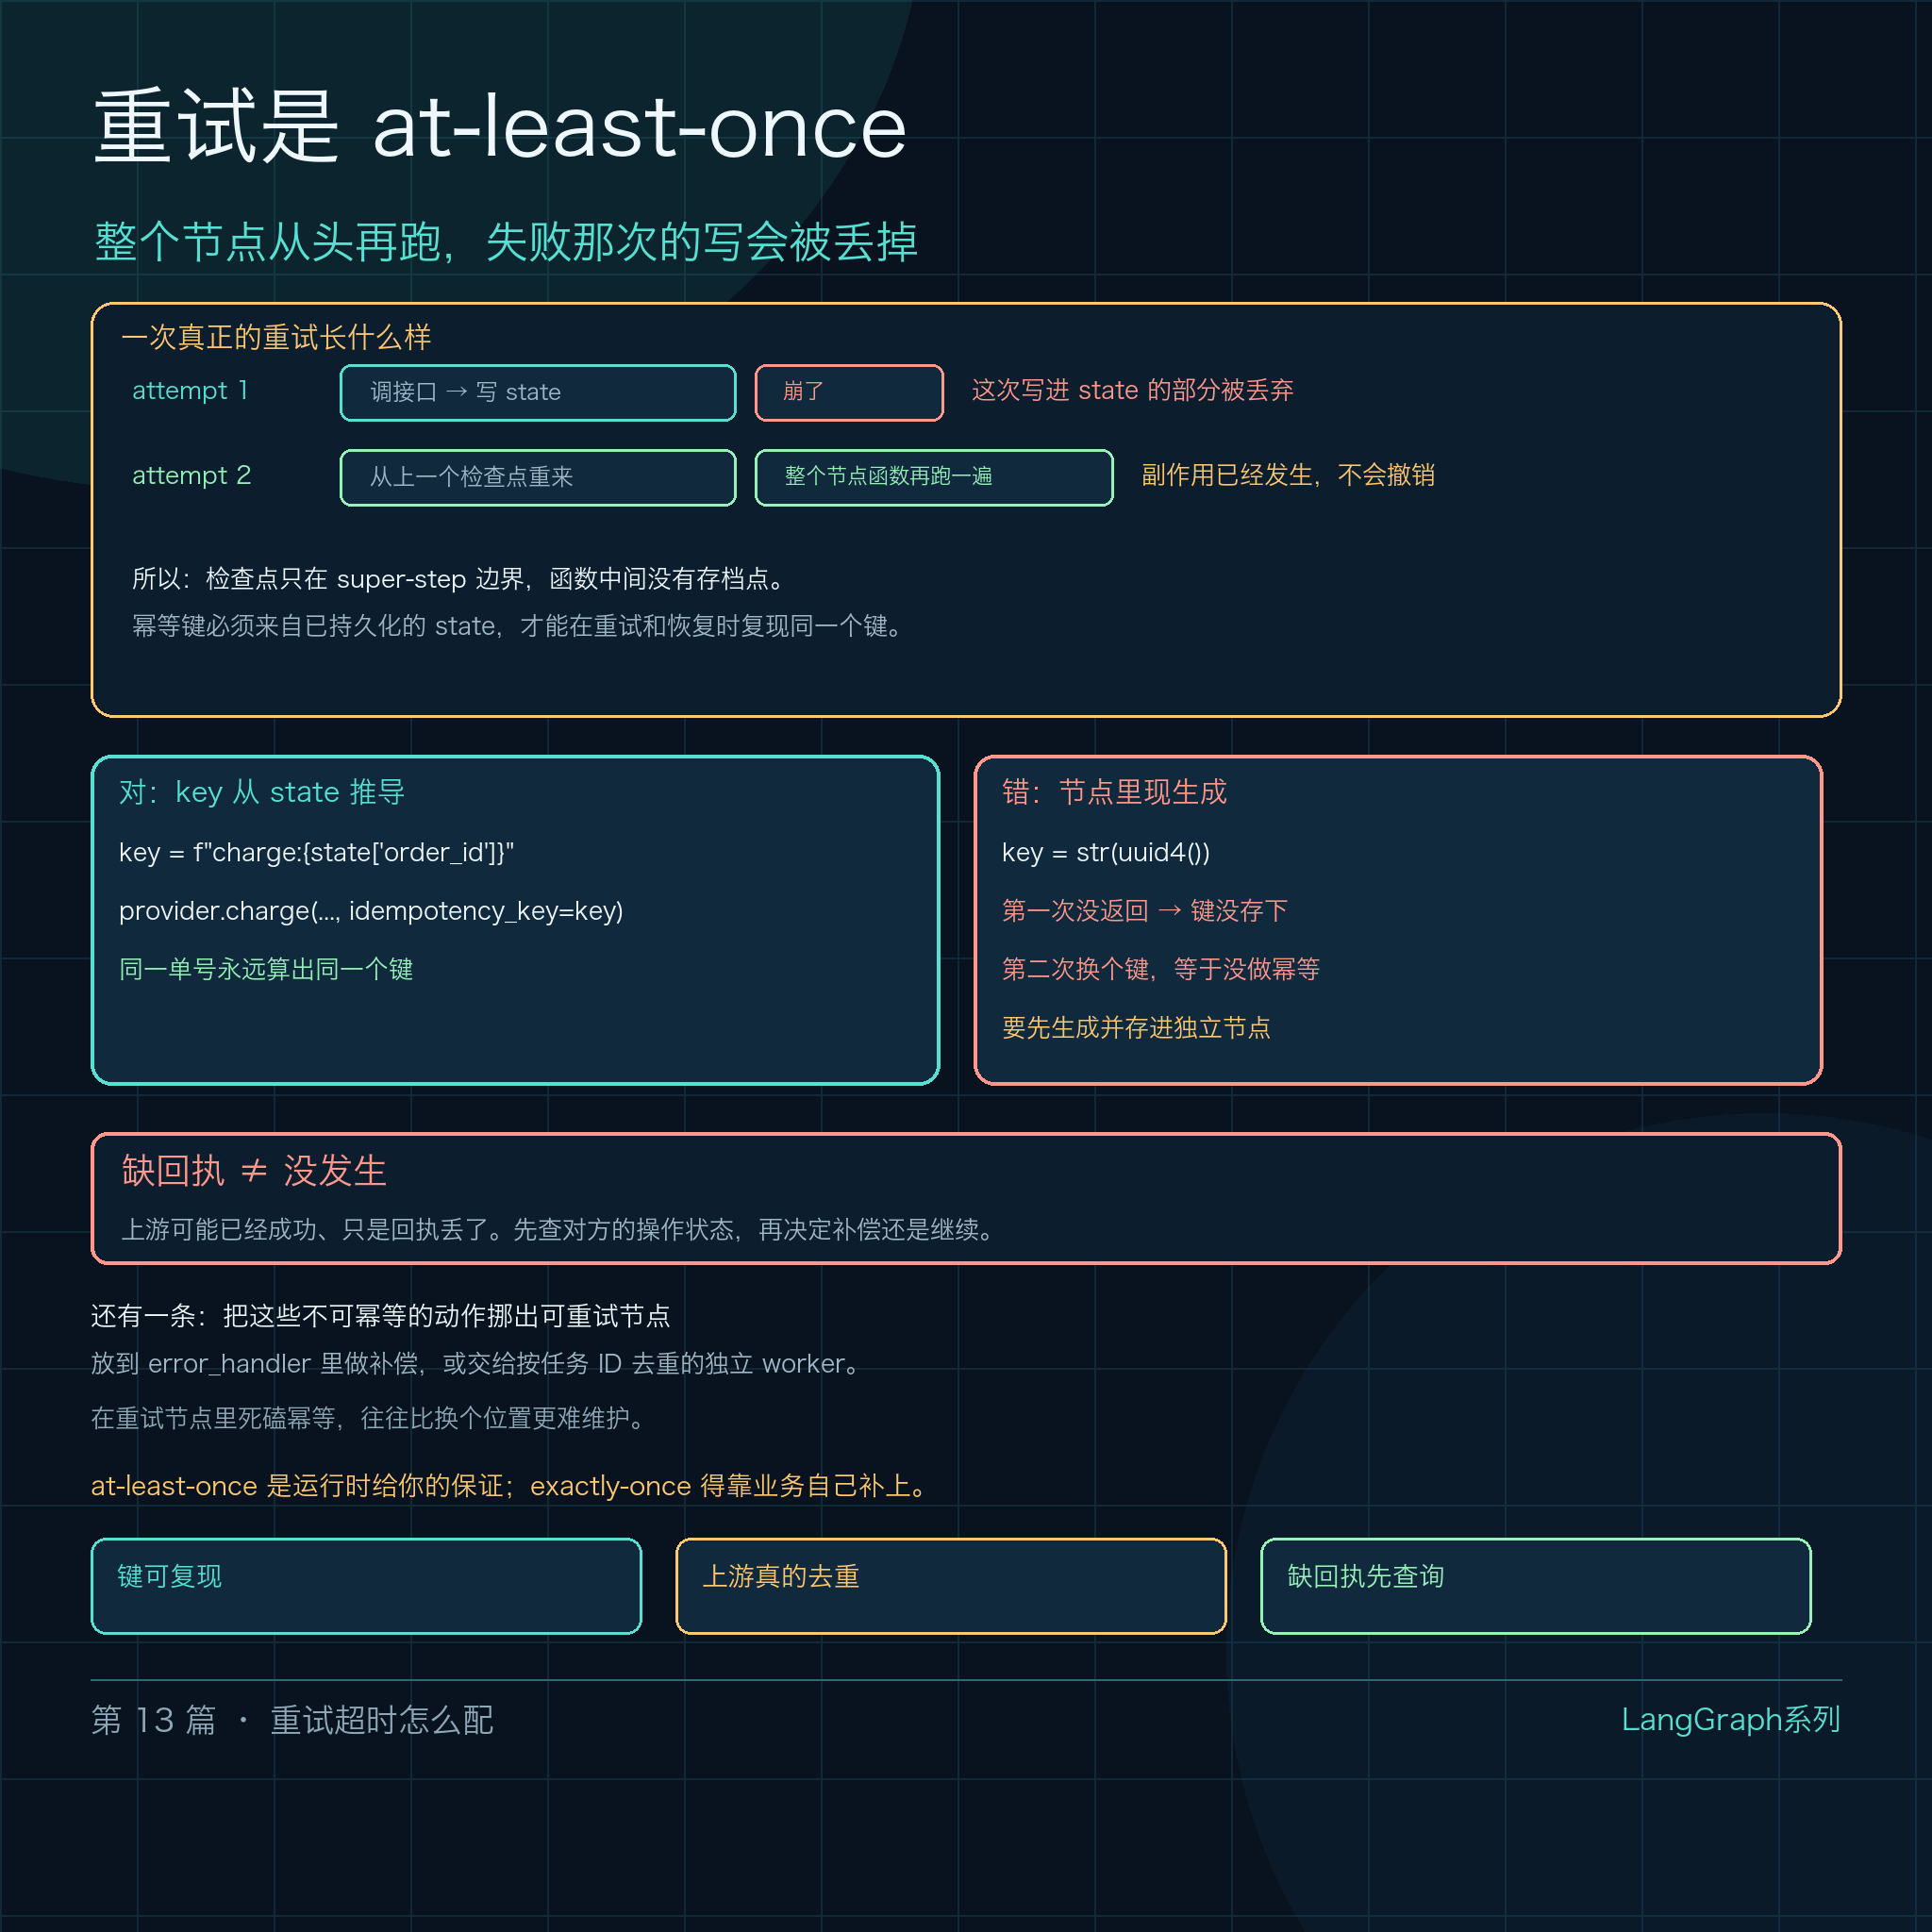 重试是 at-least-once
整个节点从头再跑，失败那次的写会被丢掉
一次真正的重试长什么样
attempt 1
调接口 → 写 state
崩了
这次写进 state 的部分被丢弃
attempt 2
从上一个检查点重来
整个节点函数再跑一遍
副作用已经发生，不会撤销
所以：检查点只在 super-step 边界，函数中间没有存档点。
幂等键必须来自已持久化的 state，才能在重试和恢复时复现同一个键。
对：key 从 state 推导
key = f"charge:{state['order_id']}"
provider.charge(..., idempotency_key=key)
同一单号永远算出同一个键
错：节点里现生成
key = str(uuid4())
第一次没返回 → 键没存下
第二次换个键，等于没做幂等
要先生成并存进独立节点
缺回执 ≠ 没发生
上游可能已经成功、只是回执丢了。先查对方的操作状态，再决定补偿还是继续。
还有一条：把这些不可幂等的动作挪出可重试节点
放到 error_handler 里做补偿，或交给按任务 ID 去重的独立 worker。
在重试节点里死磕幂等，往往比换个位置更难维护。
at-least-once 是运行时给你的保证；exactly-once 得靠业务自己补上。
键可复现
上游真的去重
缺回执先查询
第 13 篇 · 重试超时怎么配
LangGraph系列